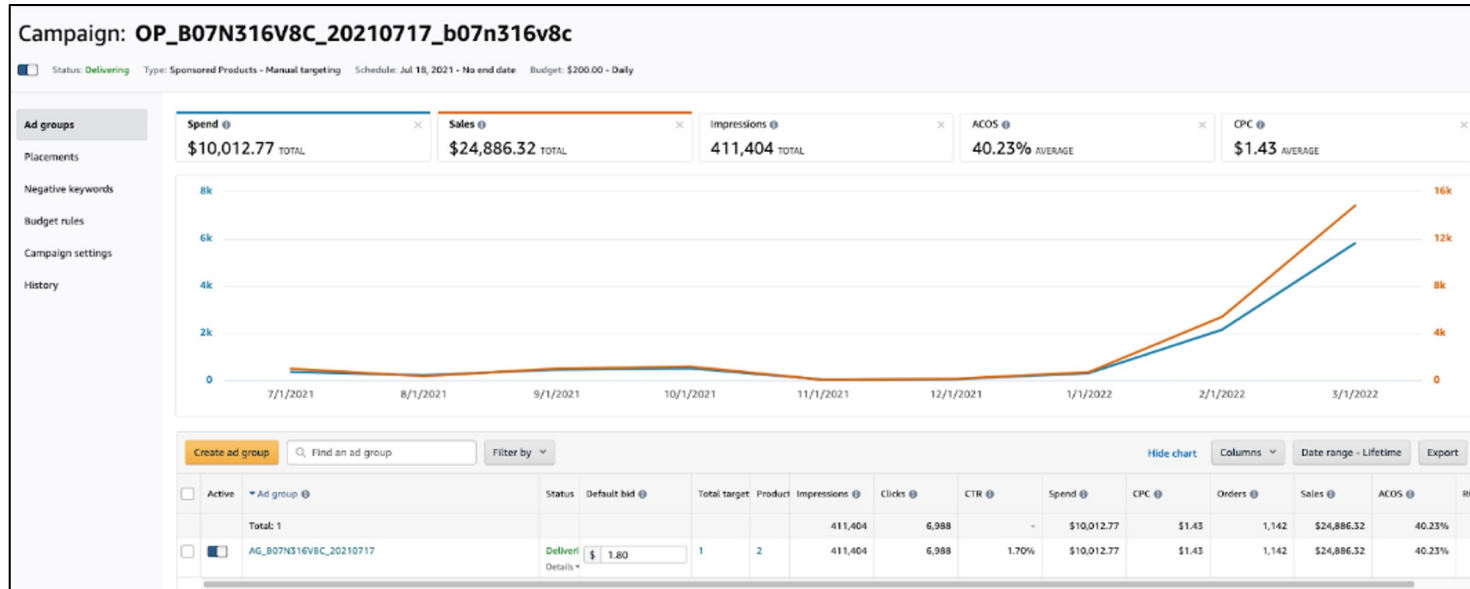 Campaign: OP_B07N316V8C_20210717_b07n316v8c
Status: Delivering Type: Sponsored Products - Manual targeting Schedule: Jul 18, 2021 - No end date Budget: $200.00 - Daily
Ad groups
Placements
Negative keywords
Budget rules
Campaign settings
History
Spend
$10,012.77 TOTAL
Sales
$24,886.32 TOTAL
Impressions
411,404 TOTAL
ACOS
40.23% AVERAGE
CPC
$1.43 AVERAGE
8k 16k
6k 12k
4k 8k
2k 4k
0 0
7/1/2021 8/1/2021 9/1/2021 10/1/2021 11/1/2021 12/1/2021 1/1/2022 2/1/2022 3/1/2022
Create ad group Find an ad group Filter by Hide chart Columns Date range - Lifetime Export
Active Ad group Status Default bid Total target Product Impressions Clicks CTR Spend CPC Orders Sales ACOS
Total: 1 411,404 6,988 - $10,012.77 $1.43 1,142 $24,886.32 40.23%
AG_B07N316V8C_20210717 Deliveri $ 1.80 1 2 411,404 6,988 1.70% $10,012.77 $1.43 1,142 $24,886.32 40.23%
Details